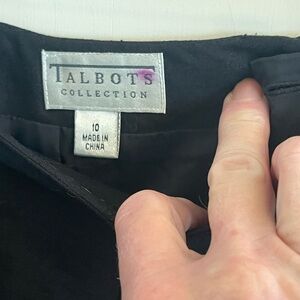 TALBOTS
COLLECTION
10
MADE IN
CHINA